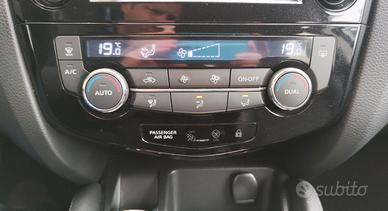 19.0 19.0
A/C ON-OFF
AUTO DUAL
PASSENGER
AIR BAG
subito